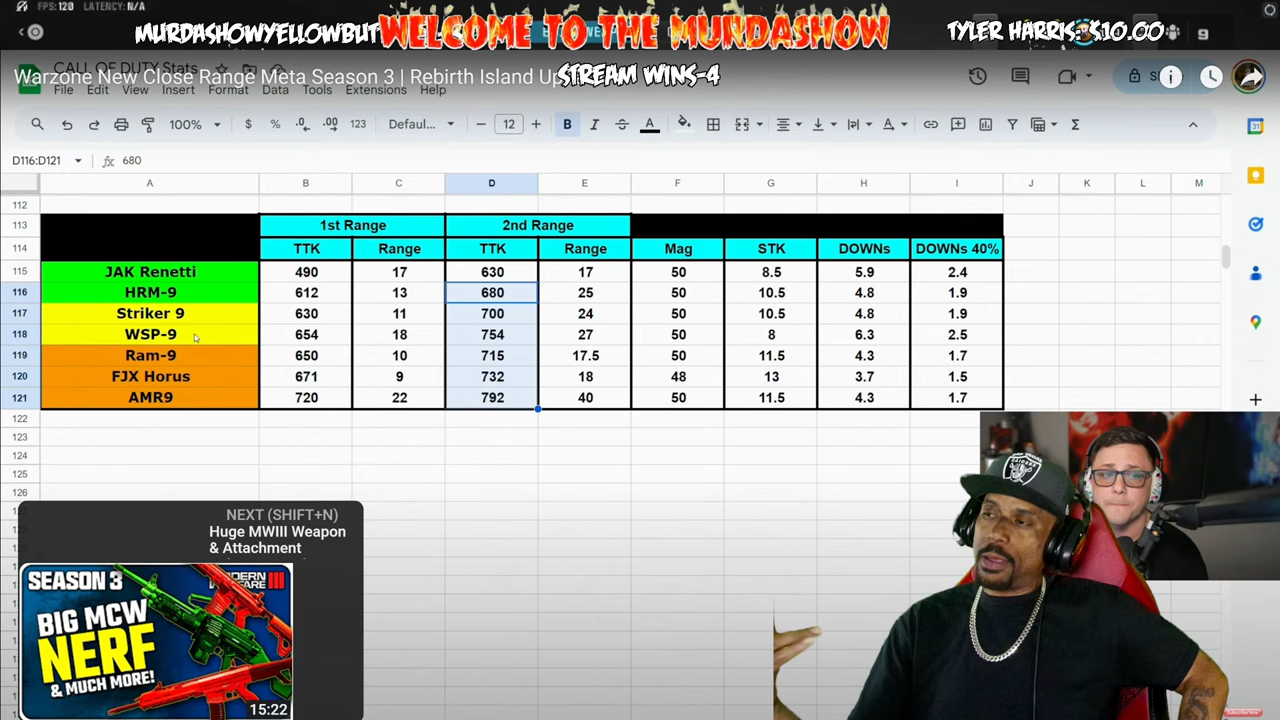 FPS:120 LATENCY:N/A
MURDASHOWYELLOWBUT
WELCOME TO THE MUNDASHOW
TYLER HARRIS: $10.00
9
CALL OF DUTY Stats
Warzone New Close Range Meta Season 3 | Rebirth Island Up
STREAM WINS-4
File Edit View Insert Format Data Tools Extensions Help
100% $ % .0 .00 123 Defaul... 12 B I A
D116:D121 fx 680
A B C D E F G H I J K L M
112
113 1st Range 2nd Range
114 TTK Range TTK Range Mag STK DOWNs DOWNs 40%
115 JAK Renetti 490 17 630 17 50 8.5 5.9 2.4
116 HRM-9 612 13 680 25 50 10.5 4.8 1.9
117 Striker 9 630 11 700 24 50 10.5 4.8 1.9
118 WSP-9 654 18 754 27 50 8 6.3 2.5
119 Ram-9 650 10 715 17.5 50 11.5 4.3 1.7
120 FJX Horus 671 9 732 18 48 13 3.7 1.5
121 AMR9 720 22 792 40 50 11.5 4.3 1.7
122
123
124
125
126
NEXT (SHIFT+N)
Huge MWIII Weapon
& Attachment
SEASON 3
MODERN
WARFARE
BIG MCW
NERF
& MUCH MORE!
15:22
RAIDERS